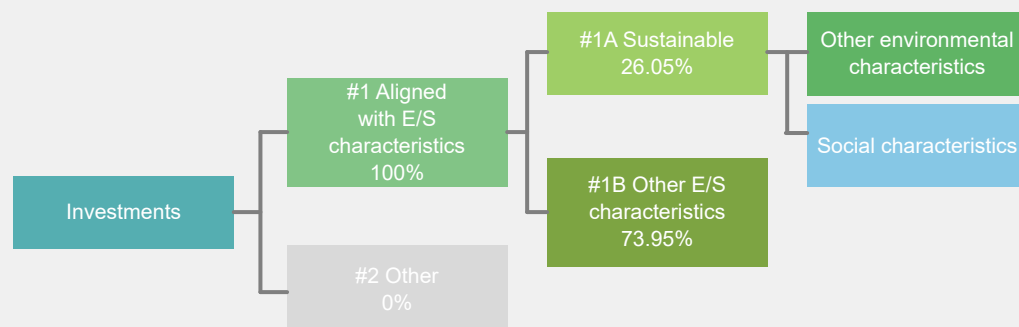 Investments
#1 Aligned
with E/S
characteristics
100%
#2 Other
0%
#1A Sustainable
26.05%
#1B Other E/S
characteristics
73.95%
Other environmental
characteristics
Social characteristics